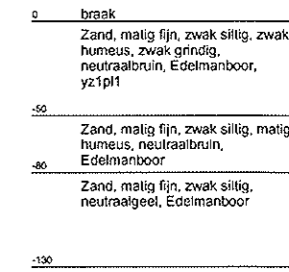 0 braak
Zand, matig fijn, zwak siltig, zwak
humeus, zwak grindig,
neutraalbruin, Edelmanboor,
yz1pl1
-50
Zand, matig fijn, zwak siltig, matig
humeus, neutraalbruin,
Edelmanboor
-80
Zand, matig fijn, zwak siltig,
neutraalgeel, Edelmanboor
-130